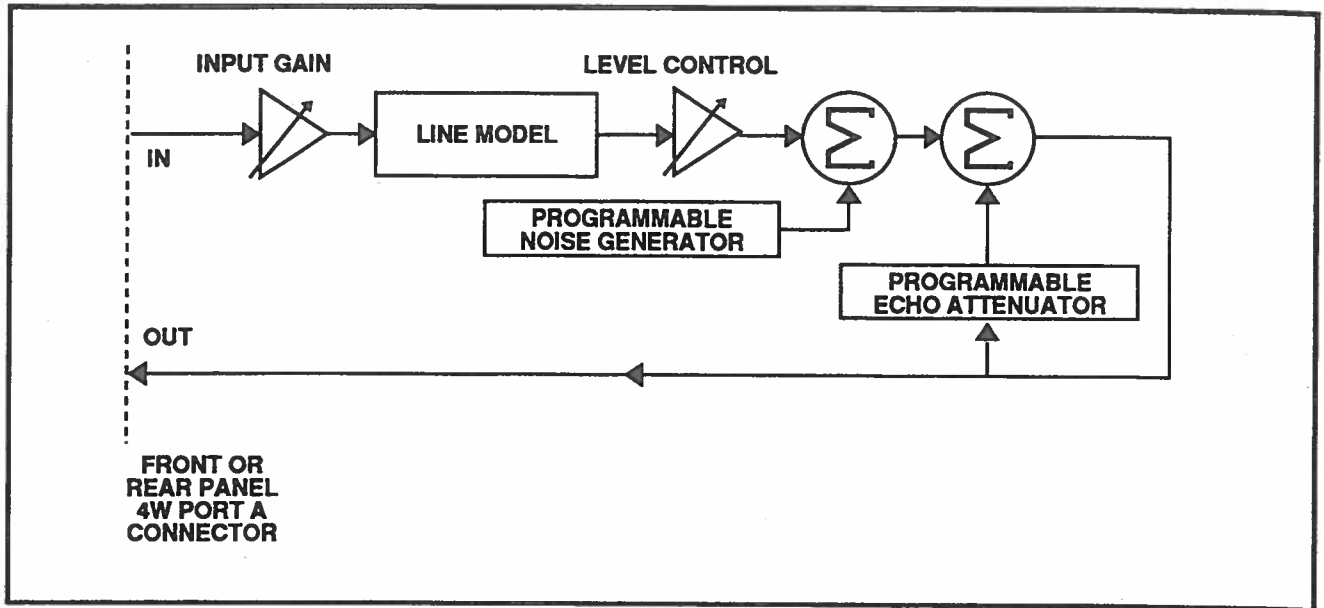 INPUT GAIN
LEVEL CONTROL
IN
LINE MODEL
Σ
Σ
PROGRAMMABLE
NOISE GENERATOR
PROGRAMMABLE
ECHO ATTENUATOR
OUT
FRONT OR
REAR PANEL
4W PORT A
CONNECTOR